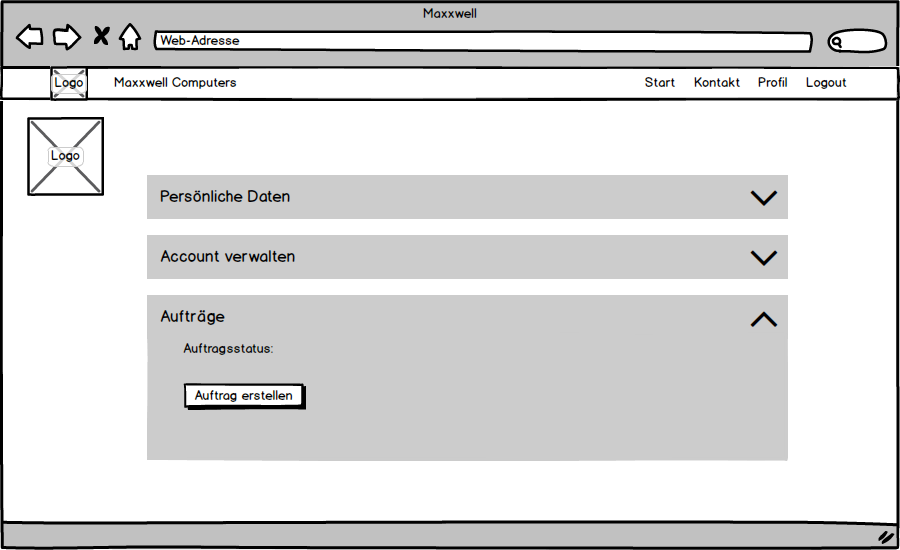 Maxxwell
Web-Adresse
Logo
Maxxwell Computers
Start
Kontakt
Profil
Logout
Logo
Persönliche Daten
Account verwalten
Aufträge
Auftragsstatus:
Auftrag erstellen